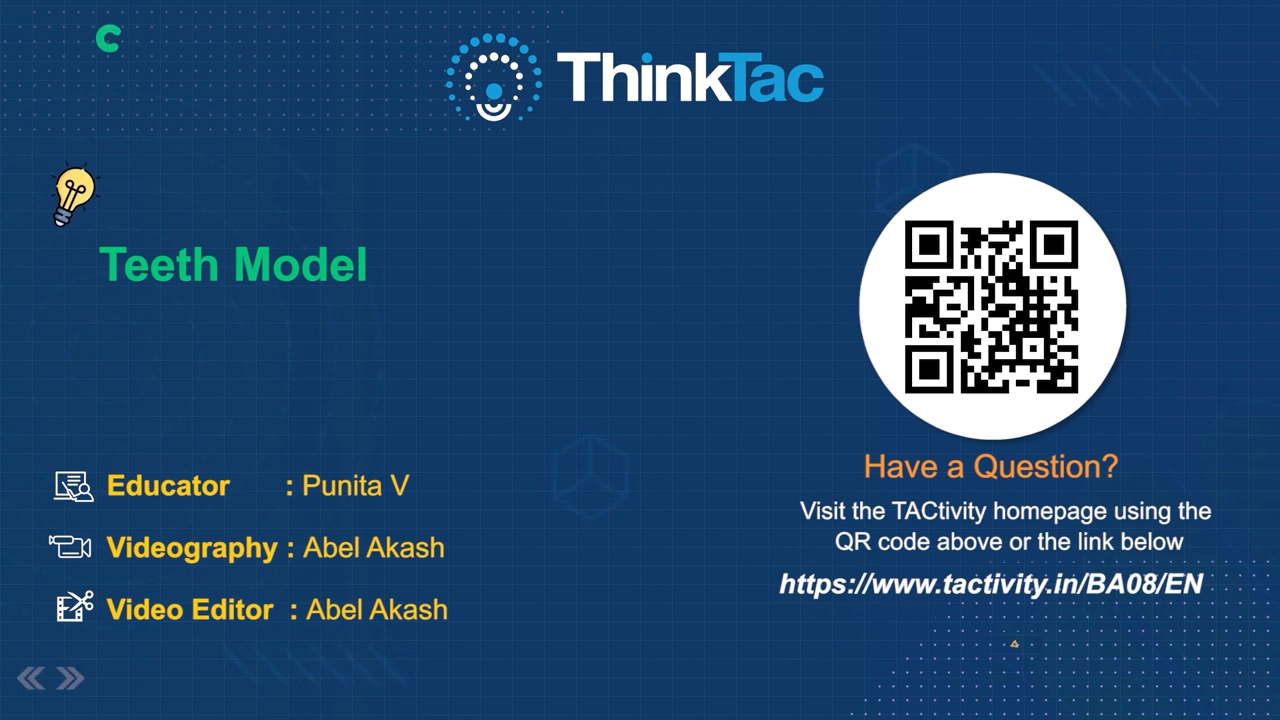 ThinkTac
Teeth Model
Educator : Punita V
Videography : Abel Akash
Video Editor : Abel Akash
Have a Question?
Visit the TACtivity homepage using the
QR code above or the link below
https://www.tactivity.in/BA08/EN